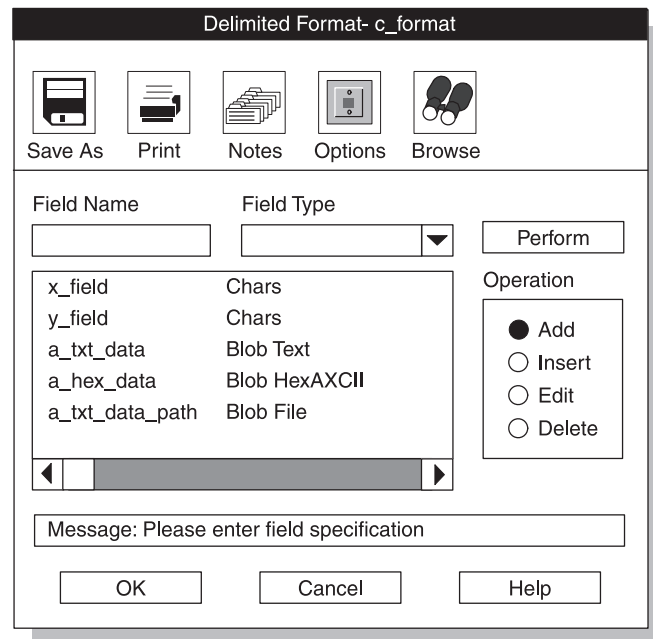 Delimited Format- c_format
Save As Print Notes Options Browse
Field Name Field Type
Perform
Operation
x_field Chars
y_field Chars
a_txt_data Blob Text
a_hex_data Blob HexAXCII
a_txt_data_path Blob File
Add
Insert
Edit
Delete
Message: Please enter field specification
OK Cancel Help